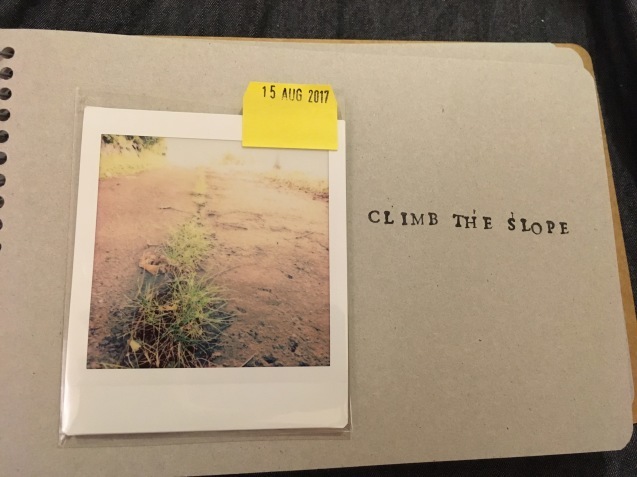 15 AUG 2017
CLIMB THE SLOPE